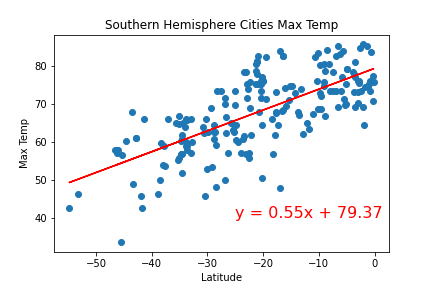 Southern Hemisphere Cities Max Temp
Max Temp
80
70
60
50
40
y = 0.55x + 79.37
−50
−40
−30
−20
−10
0
Latitude